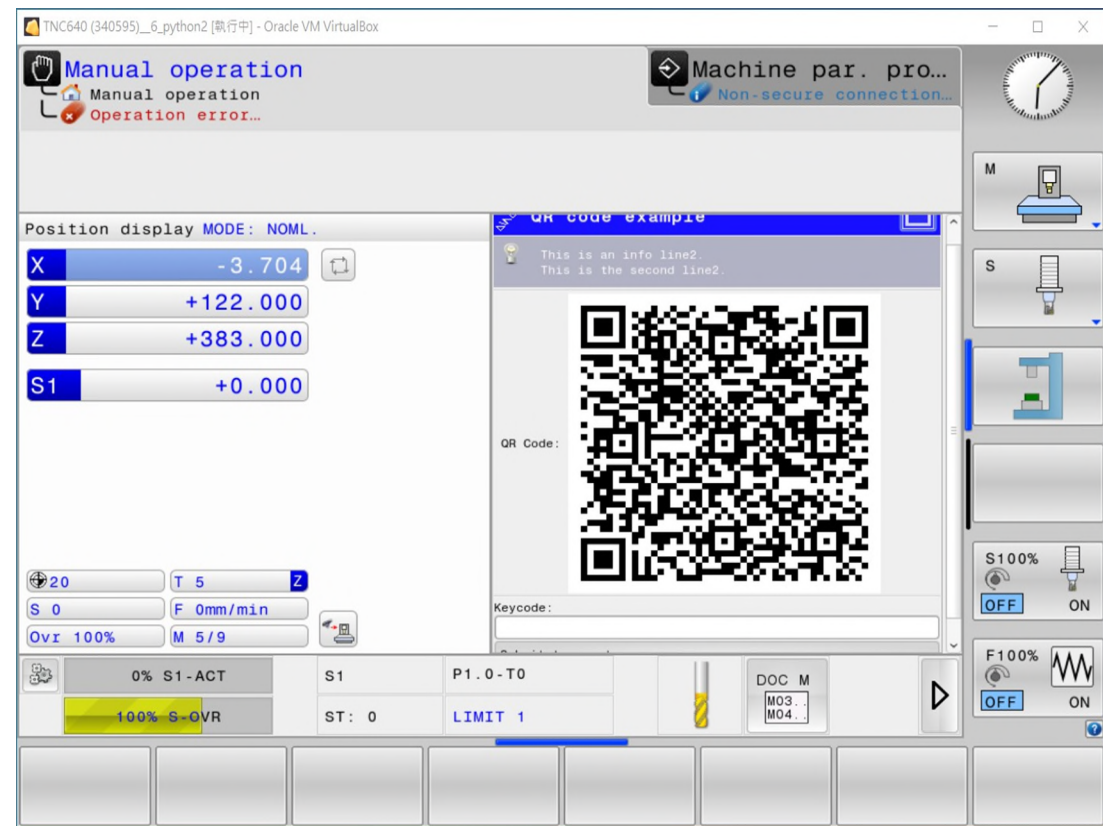 TNC640 (340595)__6_python2 [執行中] - Oracle VM VirtualBox
Manual operation
Manual operation
Operation error…
Machine par. pro…
Non-secure connection…
Position display MODE: NOML.
X -3.704
Y +122.000
Z +383.000
S1 +0.000
20
T 5 Z
S 0
F 0mm/min
Ovr 100%
M 5/9
QR code example
This is an info line2.
This is the second line2.
QR Code:
Keycode:
0% S1-ACT
100% S-OVR
S1
ST: 0
P1.0-T0
LIMIT 1
DOC M
M03..
M04..
M
S
S100%
OFF ON
F100%
OFF ON